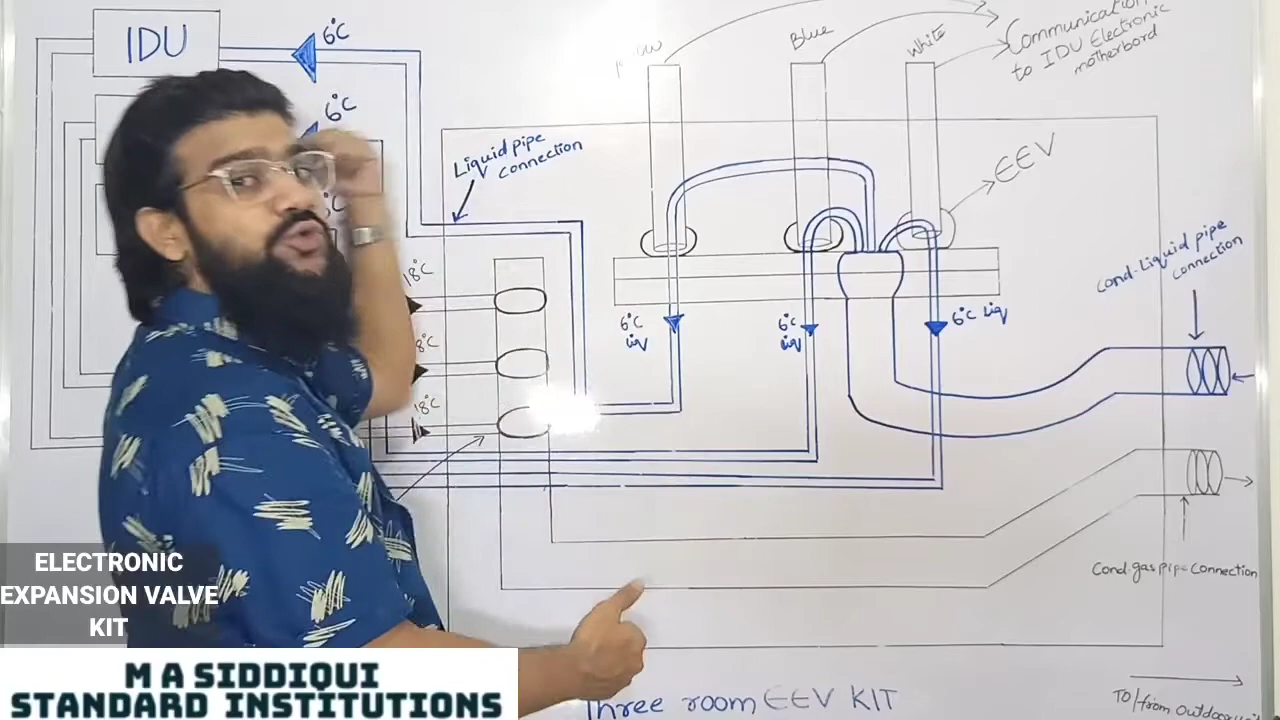 IDU
6°C
6°C
Blue
White
Communication
to IDU Electronic
motherbord
Liquid pipe
connection
EEV
Cond. Liquid pipe
connection
18°C
8°C
18°C
6°C
Liq
6°C
Liq
6°C Liq
Cond. gas pipe Connection
Three room EEV KIT
To/from outdoor
ELECTRONIC
EXPANSION VALVE
KIT
M A SIDDIQUI
STANDARD INSTITUTIONS